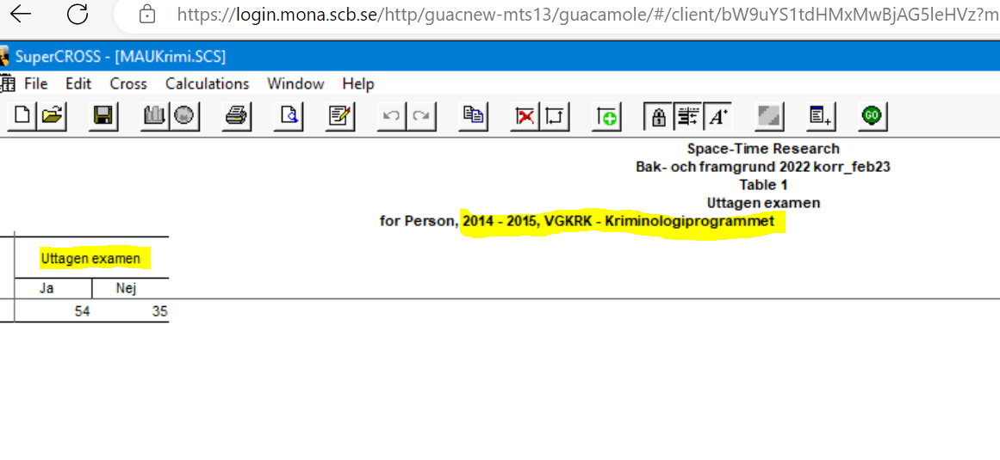 https://login.mona.scb.se/http/guacnew-mts13/guacamole/#/client/bW9uYS1tdHMxMwBjAG5leHVz?m
SuperCROSS - [MAUKrimi.SCS]
File Edit Cross Calculations Window Help
A
GO
Space-Time Research
Bak- och framgrund 2022 korr_feb23
Table 1
Uttagen examen
for Person, 2014 - 2015, VGKRK - Kriminologiprogrammet
Uttagen examen
Ja Nej
54 35